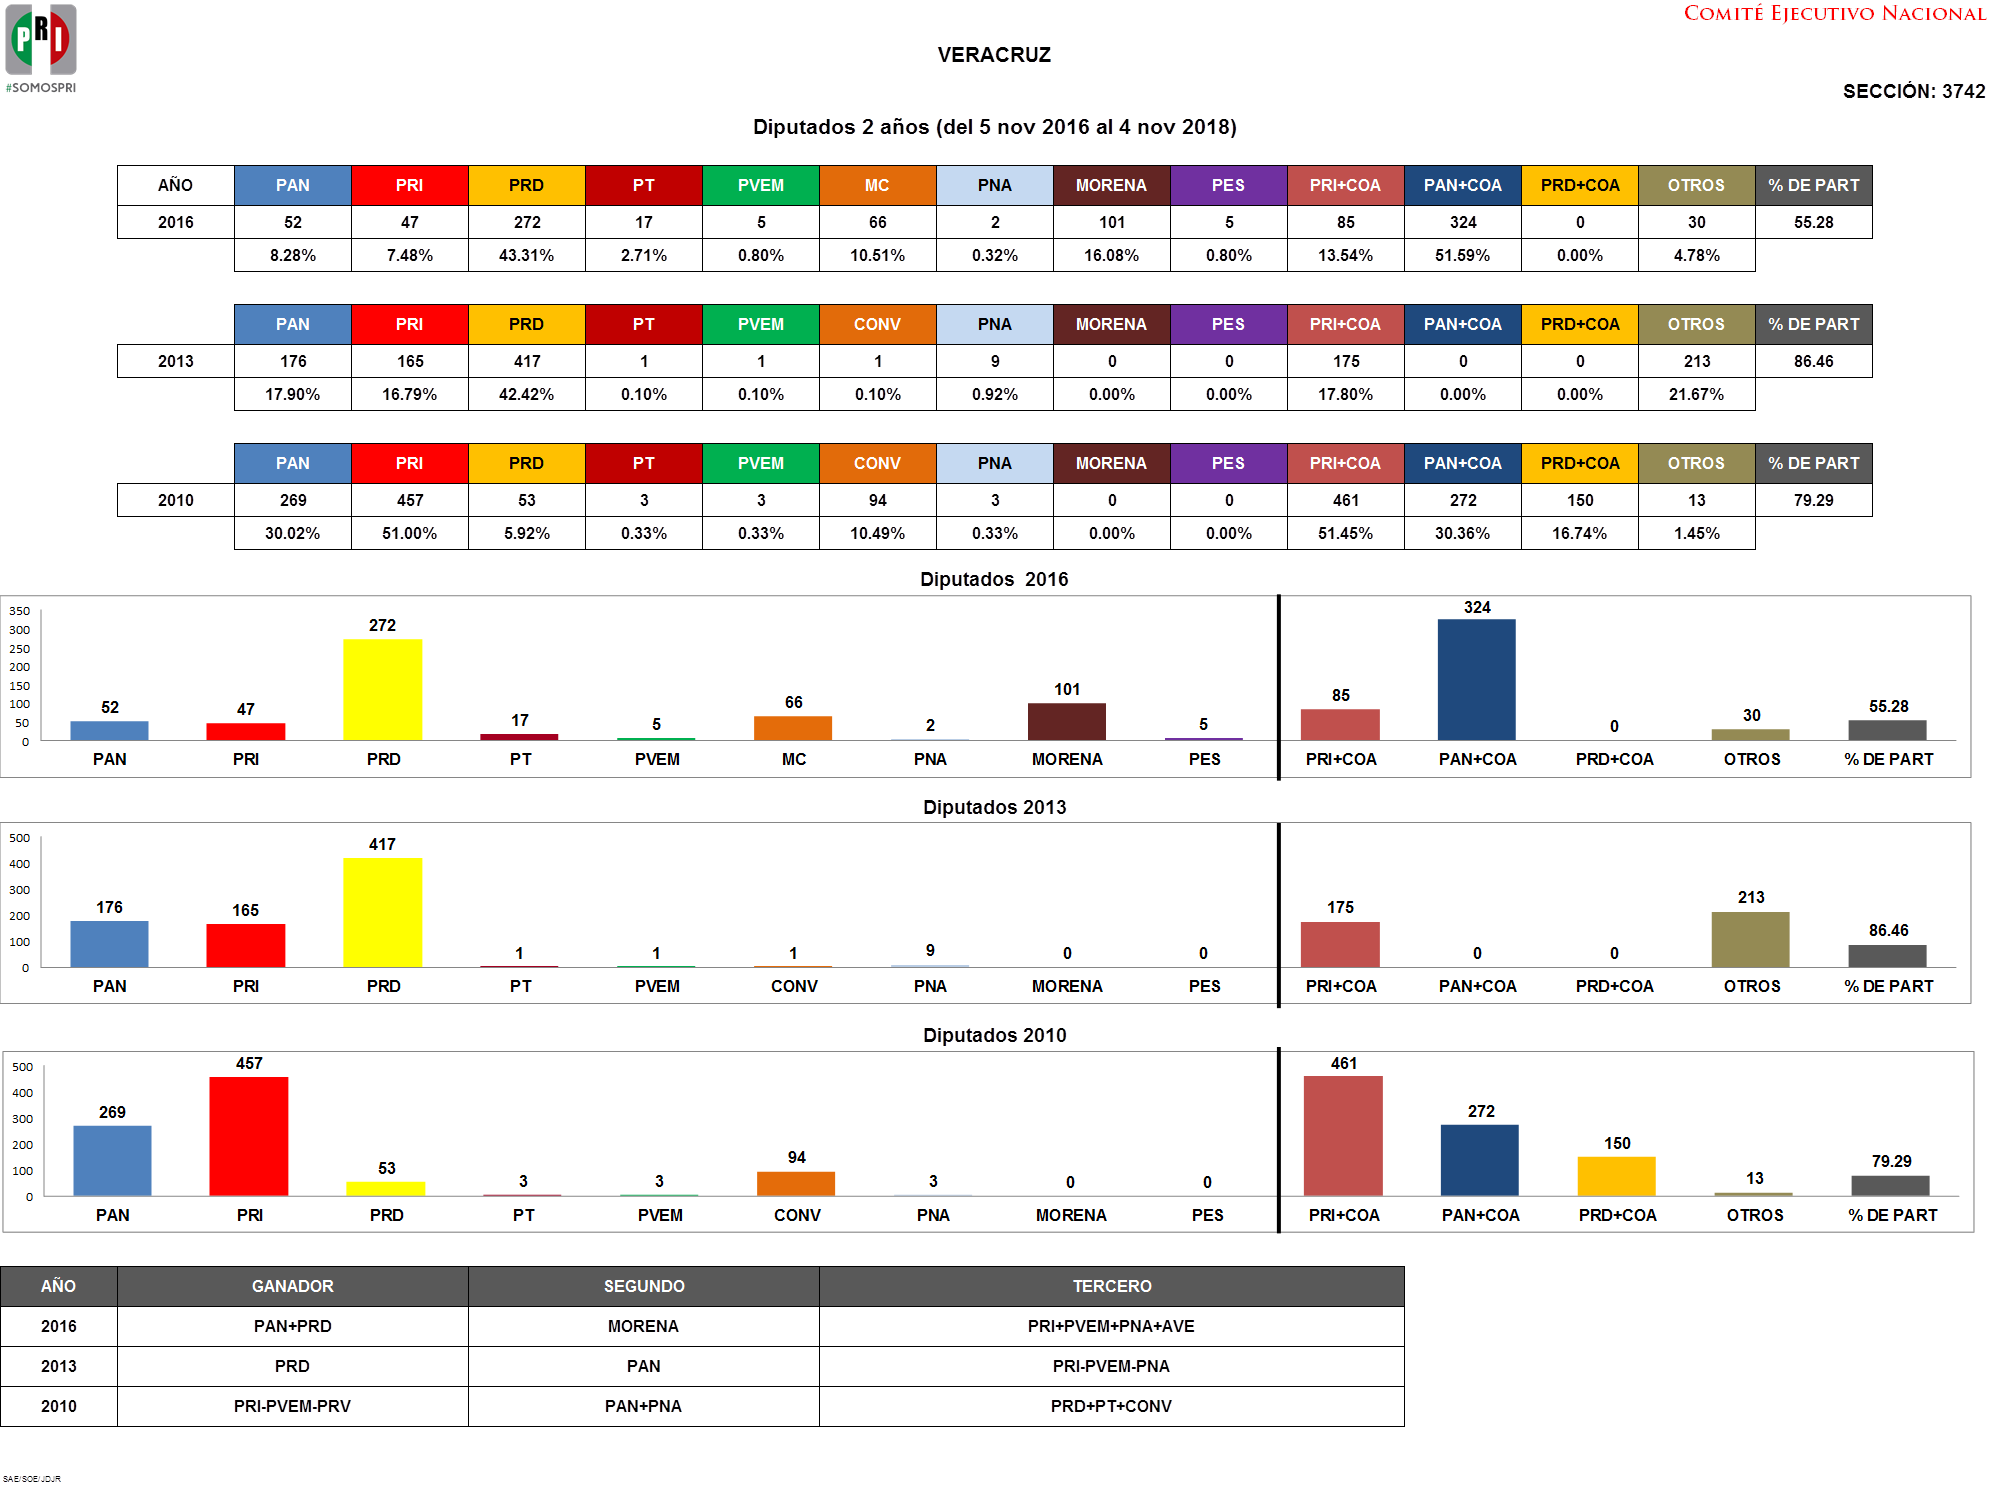 PRI
#SOMOSPRI
COMITÉ EJECUTIVO NACIONAL
VERACRUZ
SECCIÓN: 3742
Diputados 2 años (del 5 nov 2016 al 4 nov 2018)
AÑO PAN PRI PRD PT PVEM MC PNA MORENA PES PRI+COA PAN+COA PRD+COA OTROS % DE PART
2016 52 47 272 17 5 66 2 101 5 85 324 0 30 55.28
8.28% 7.48% 43.31% 2.71% 0.80% 10.51% 0.32% 16.08% 0.80% 13.54% 51.59% 0.00% 4.78%
PAN PRI PRD PT PVEM CONV PNA MORENA PES PRI+COA PAN+COA PRD+COA OTROS % DE PART
2013 176 165 417 1 1 1 9 0 0 175 0 0 213 86.46
17.90% 16.79% 42.42% 0.10% 0.10% 0.10% 0.92% 0.00% 0.00% 17.80% 0.00% 0.00% 21.67%
PAN PRI PRD PT PVEM CONV PNA MORENA PES PRI+COA PAN+COA PRD+COA OTROS % DE PART
2010 269 457 53 3 3 94 3 0 0 461 272 150 13 79.29
30.02% 51.00% 5.92% 0.33% 0.33% 10.49% 0.33% 0.00% 0.00% 51.45% 30.36% 16.74% 1.45%
Diputados 2016
350
300
250
200
150
100
50
0
52 47 272 17 5 66 2 101 5 85 324 0 30 55.28
PAN PRI PRD PT PVEM MC PNA MORENA PES PRI+COA PAN+COA PRD+COA OTROS % DE PART
Diputados 2013
500
400
300
200
100
0
176 165 417 1 1 1 9 0 0 175 0 0 213 86.46
PAN PRI PRD PT PVEM CONV PNA MORENA PES PRI+COA PAN+COA PRD+COA OTROS % DE PART
Diputados 2010
500
400
300
200
100
0
269 457 53 3 3 94 3 0 0 461 272 150 13 79.29
PAN PRI PRD PT PVEM CONV PNA MORENA PES PRI+COA PAN+COA PRD+COA OTROS % DE PART
AÑO GANADOR SEGUNDO TERCERO
2016 PAN+PRD MORENA PRI+PVEM+PNA+AVE
2013 PRD PAN PRI-PVEM-PNA
2010 PRI-PVEM-PRV PAN+PNA PRD+PT+CONV
SAE/SOE/JDJR